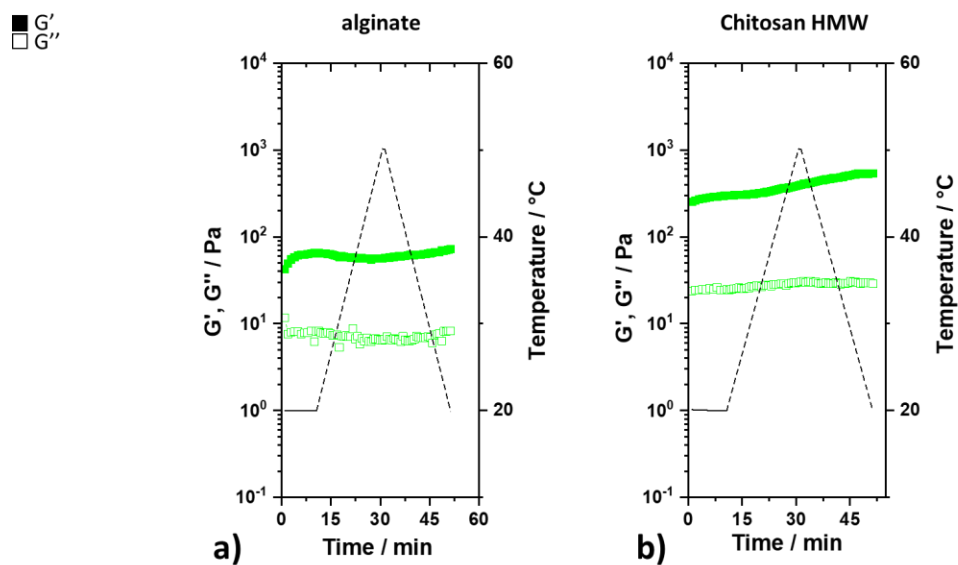 G’
G’’
alginate
Chitosan HMW
10⁴
10³
10²
10¹
10⁰
10⁻¹
G', G" / Pa
60
40
20
Temperature / °C
0 15 30 45 60
Time / min
a)
10⁴
10³
10²
10¹
10⁰
10⁻¹
G', G" / Pa
60
40
20
Temperature / °C
0 15 30 45
Time / min
b)